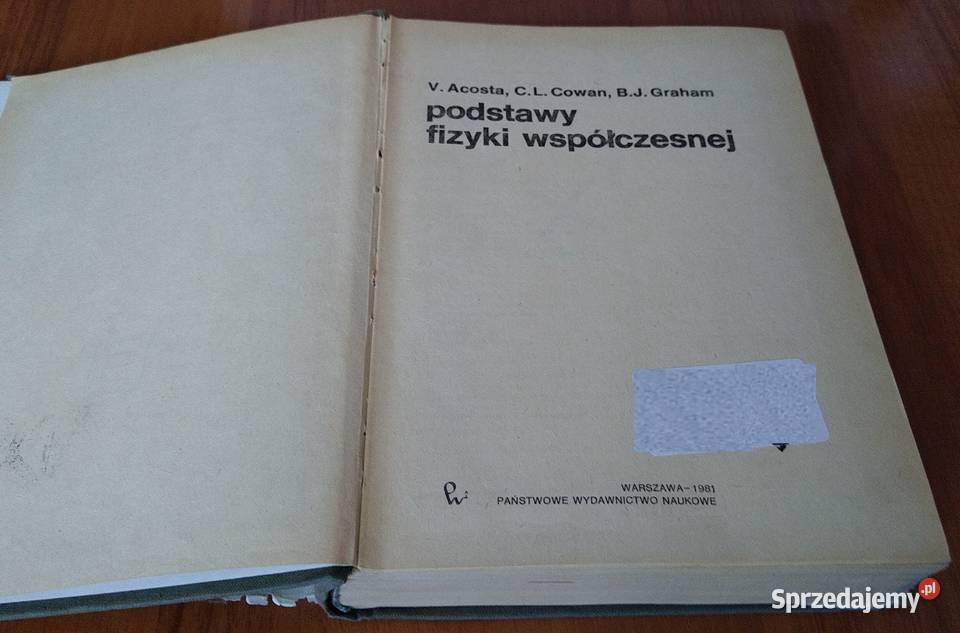 V. Acosta, C.L. Cowan, B.J. Graham
podstawy
fizyki współczesnej
WARSZAWA – 1981
PAŃSTWOWE WYDAWNICTWO NAUKOWE
Sprzedajemy.pl